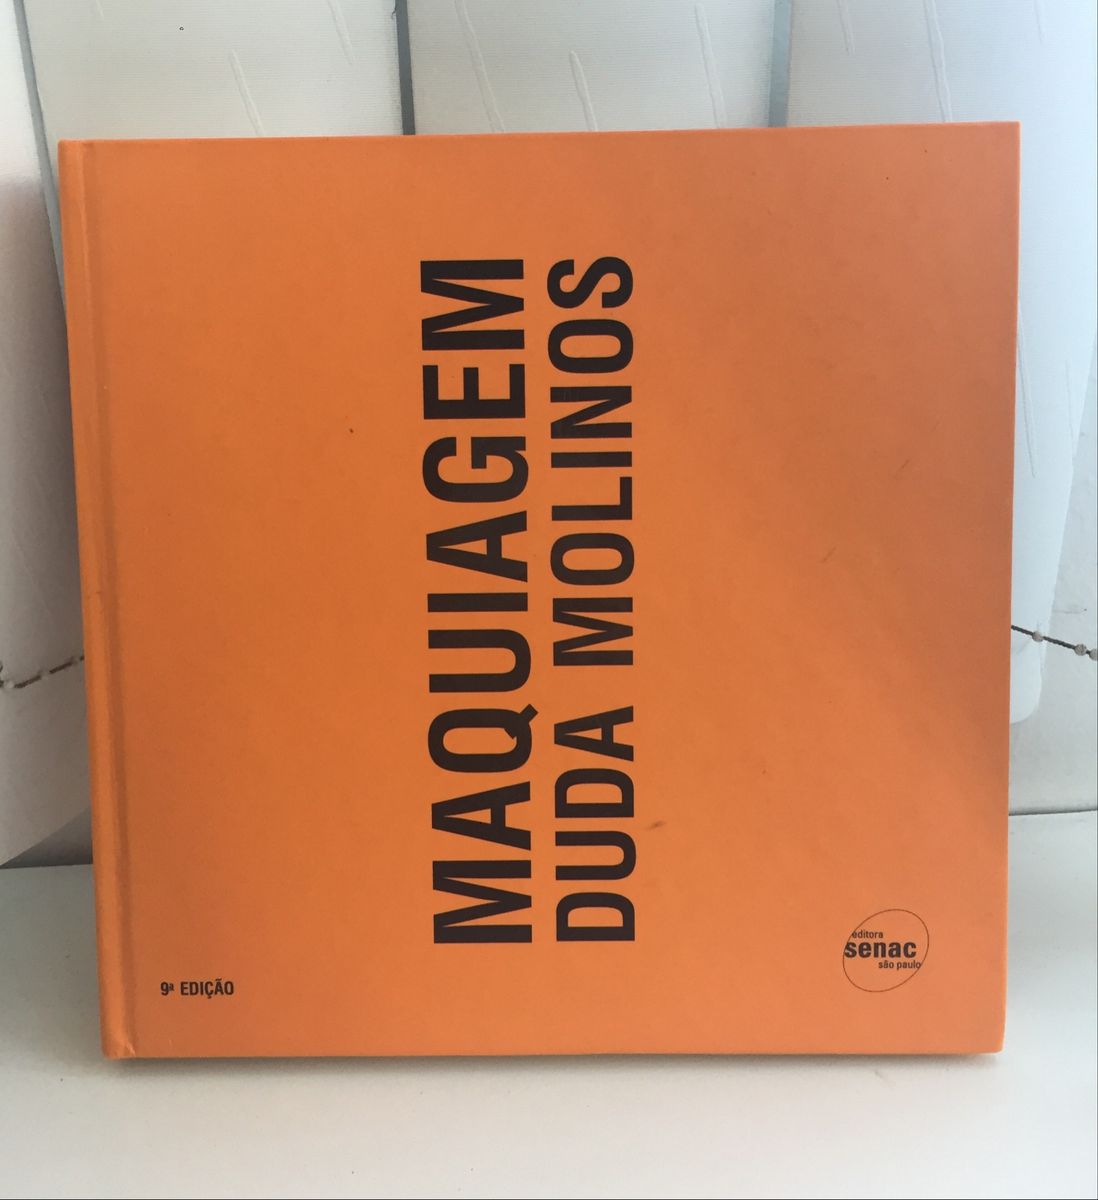 MAQUIAGEM
DUDA MOLINOS
9ª EDIÇÃO
editora
senac
são paulo